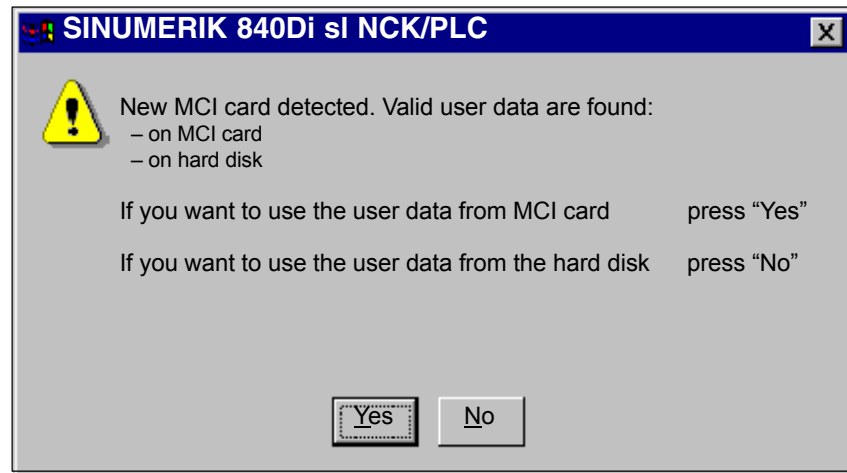 SINUMERIK 840Di sl NCK/PLC
New MCI card detected. Valid user data are found:
– on MCI card
– on hard disk
If you want to use the user data from MCI card press “Yes”
If you want to use the user data from the hard disk press “No”
Yes No